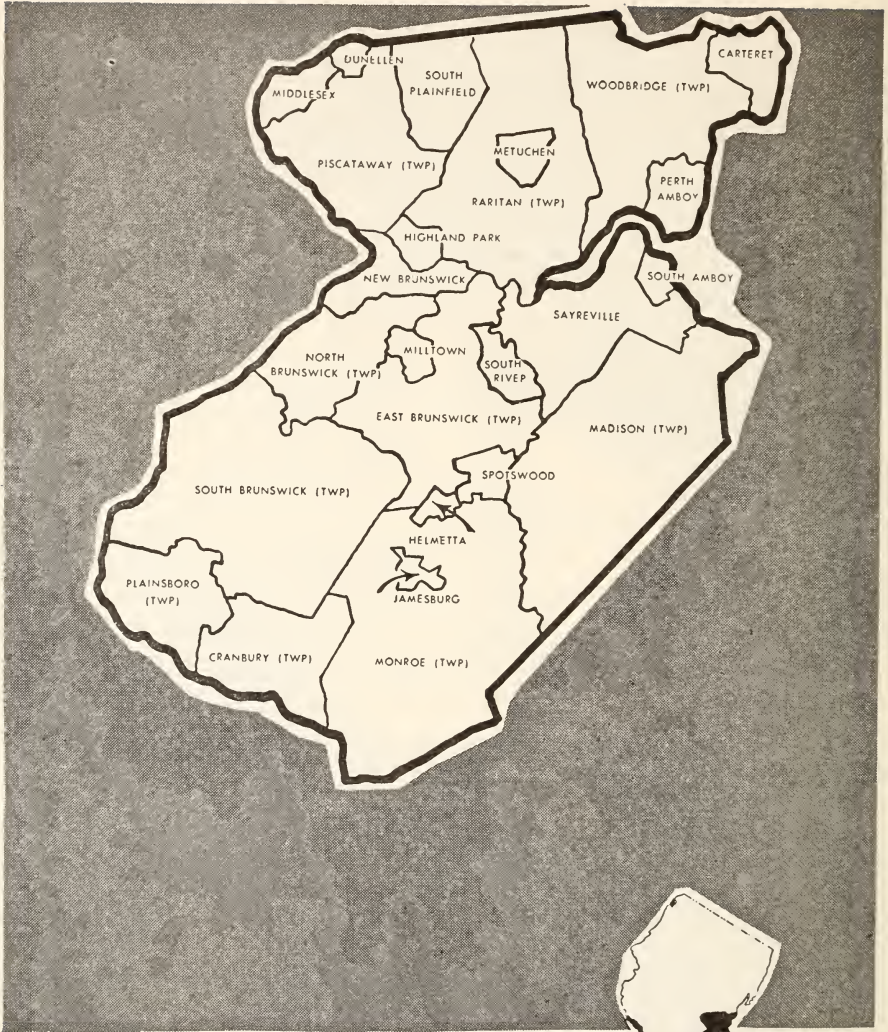 DUNELLEN
CARTERET
SOUTH
PLAINFIELD
WOODBRIDGE (TWP)
MIDDLESEX
METUCHEN
PISCATAWAY (TWP)
PERTH
AMBOY
RARITAN (TWP)
HIGHLAND PARK
SOUTH AMBOY
NEW BRUNSWICK
SAYREVILLE
MILLTOWN
NORTH
BRUNSWICK (TWP)
SOUTH
RIVER
EAST BRUNSWICK (TWP)
MADISON (TWP)
SPOTSWOOD
SOUTH BRUNSWICK (TWP)
HELMETTA
PLAINSBORO
(TWP)
JAMESBURG
CRANBURY (TWP)
MONROE (TWP)